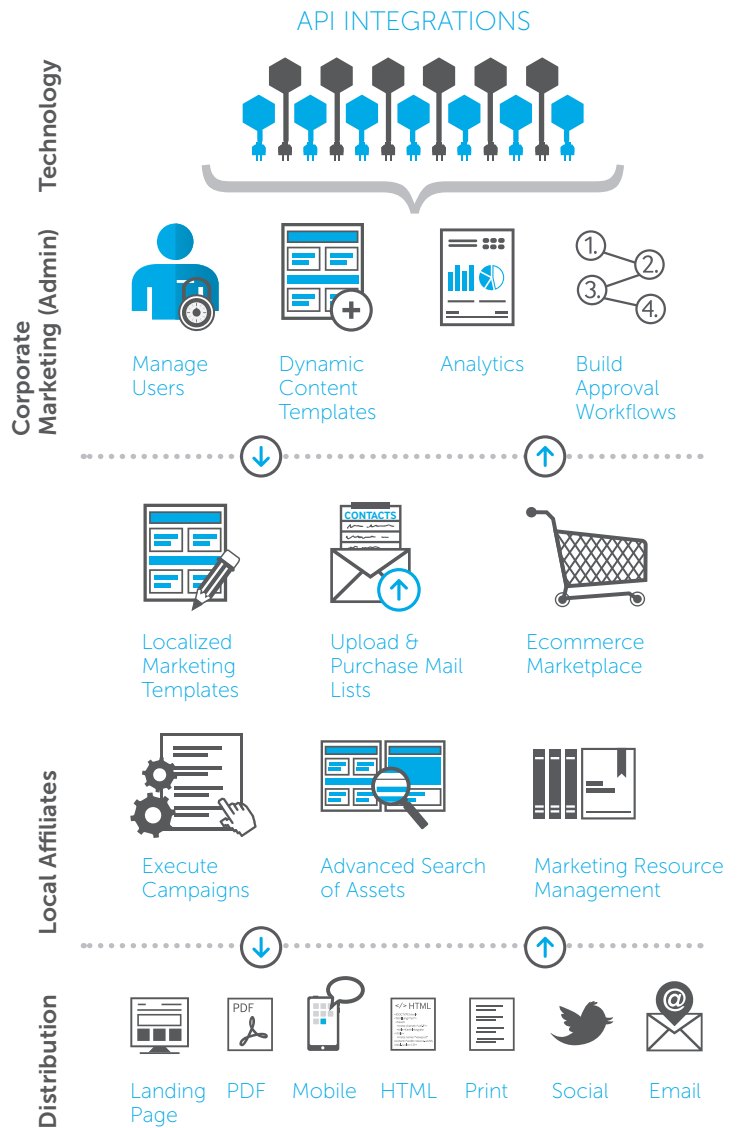 API INTEGRATIONS
Technology
Corporate
Marketing (Admin)
1.
2.
3.
4.
Manage
Users
Dynamic
Content
Templates
Analytics
Build
Approval
Workflows
CONTACTS
Localized
Marketing
Templates
Upload &
Purchase Mail
Lists
Ecommerce
Marketplace
Local Affiliates
Execute
Campaigns
Advanced Search
of Assets
Marketing Resource
Management
Distribution
PDF
</> HTML
@
Landing
Page
PDF
Mobile
HTML
Print
Social
Email